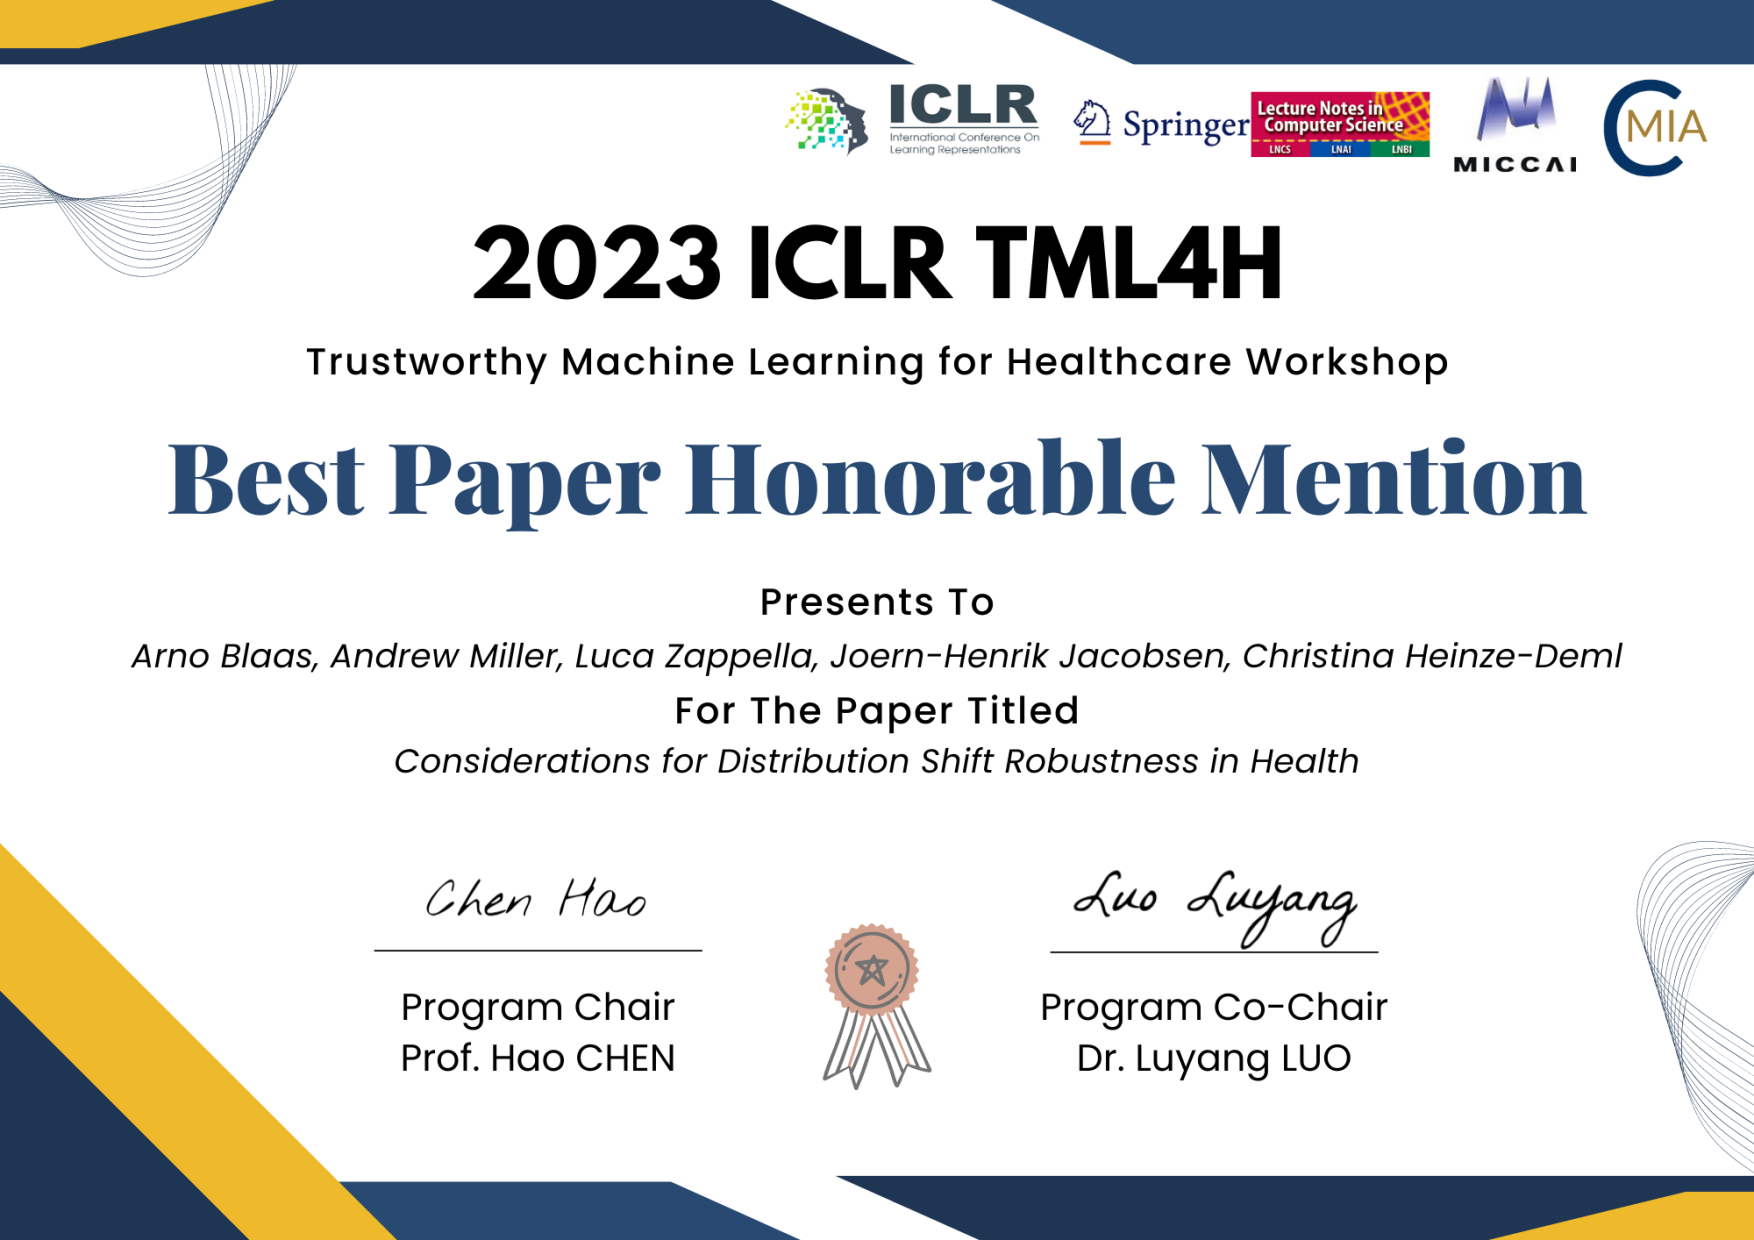 ICLR
International Conference On
Learning Representations
Springer
Lecture Notes in
Computer Science
LNCS LNAI LNBI
MICCAI
CMIA
2023 ICLR TML4H
Trustworthy Machine Learning for Healthcare Workshop
Best Paper Honorable Mention
Presents To
Arno Blaas, Andrew Miller, Luca Zappella, Joern-Henrik Jacobsen, Christina Heinze-Deml
For The Paper Titled
Considerations for Distribution Shift Robustness in Health
Chen Hao
Luo Luyang
Program Chair
Prof. Hao CHEN
Program Co-Chair
Dr. Luyang LUO